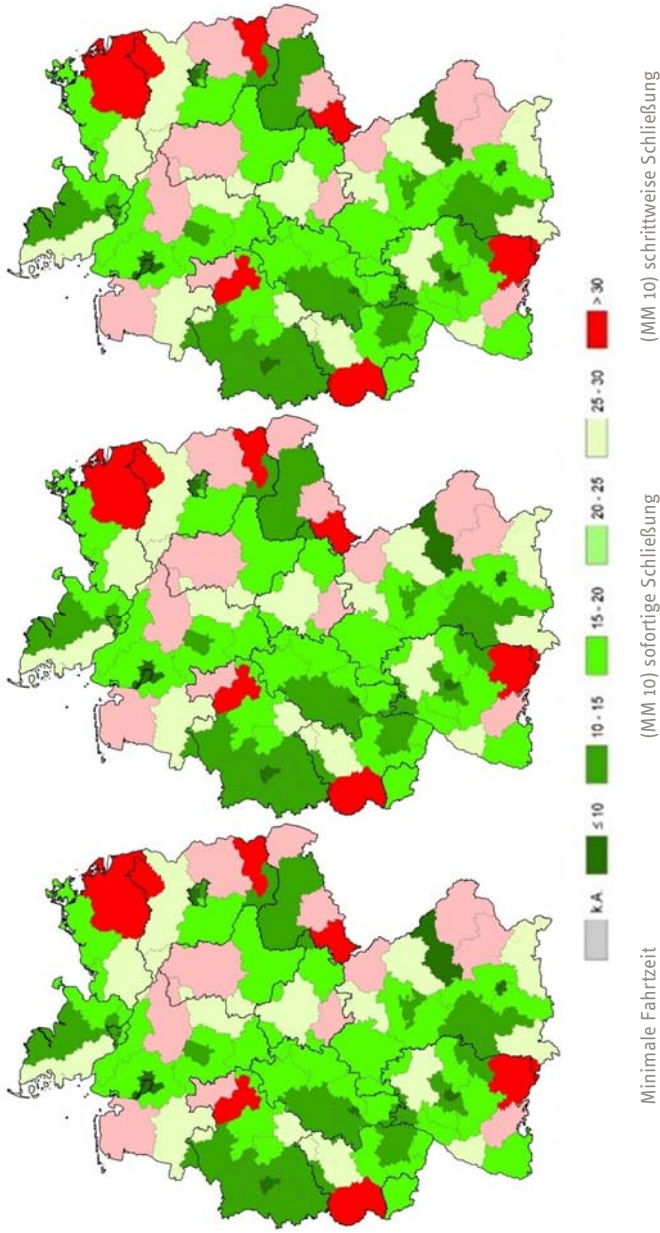 Minimale Fahrtzeit
(MM 10) sofortige Schließung
(MM 10) schrittweise Schließung
k.A.
≤ 10
10 - 15
15 - 20
20 - 25
25 - 30
> 30